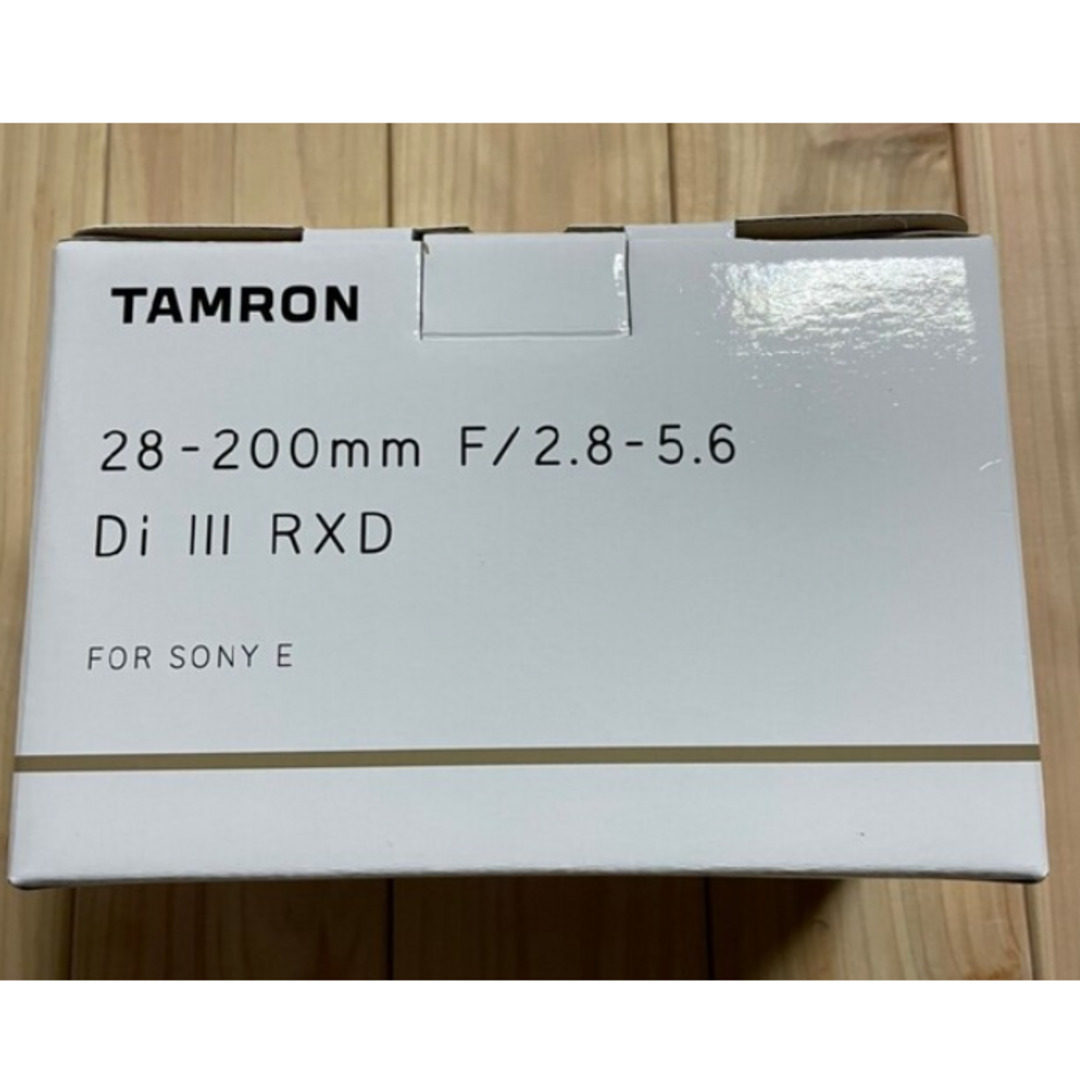 TAMRON
28-200mm F/2.8-5.6
Di III RXD
FOR SONY E